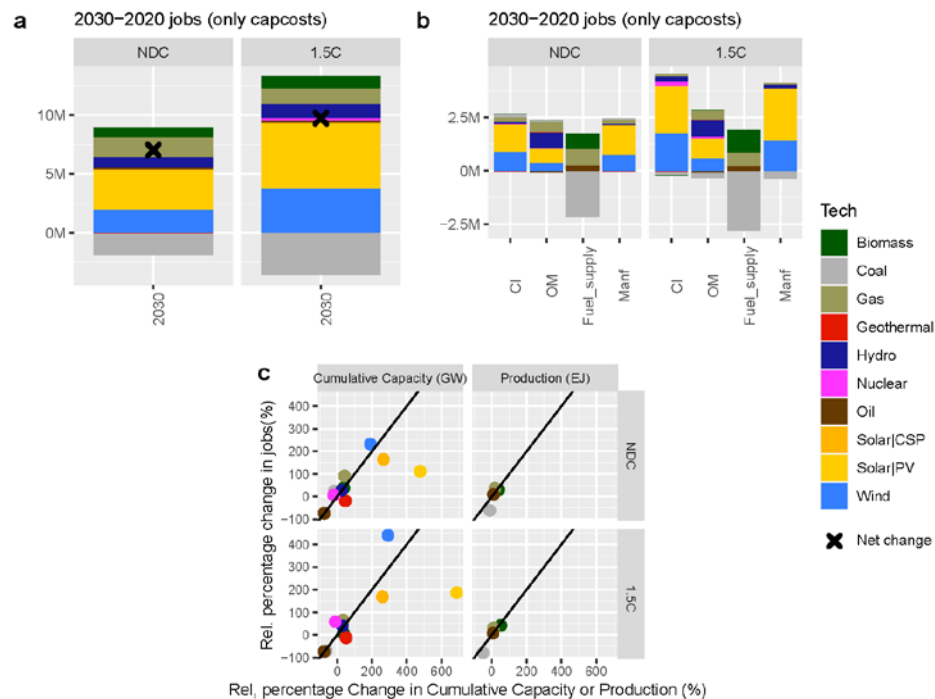 a
2030−2020 jobs (only capcosts)
NDC
1.5C
10M
5M
0M
2030
2030
b
2030−2020 jobs (only capcosts)
NDC
1.5C
2.5M
0M
−2.5M
CI
OM
Fuel_supply
Manf
CI
OM
Fuel_supply
Manf
Tech
Biomass
Coal
Gas
Geothermal
Hydro
Nuclear
Oil
Solar|CSP
Solar|PV
Wind
Net change
c
Cumulative Capacity (GW)
Production (EJ)
Rel. percentage change in jobs(%)
400
300
200
100
0
−100
NDC
400
300
200
100
0
−100
1.5C
0 200 400 600
0 200 400 600
Rel, percentage Change in Cumulative Capacity or Production (%)